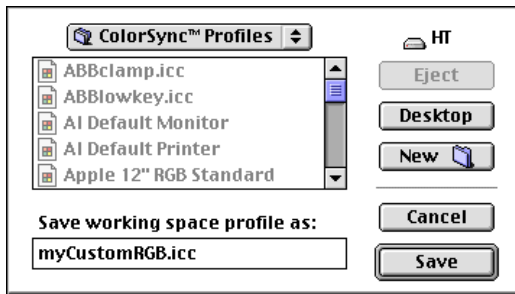 ColorSync™ Profiles
HT
ABBclamp.icc
ABBlowkey.icc
AI Default Monitor
AI Default Printer
Apple 12" RGB Standard
Eject
Desktop
New
Save working space profile as:
myCustomRGB.icc
Cancel
Save